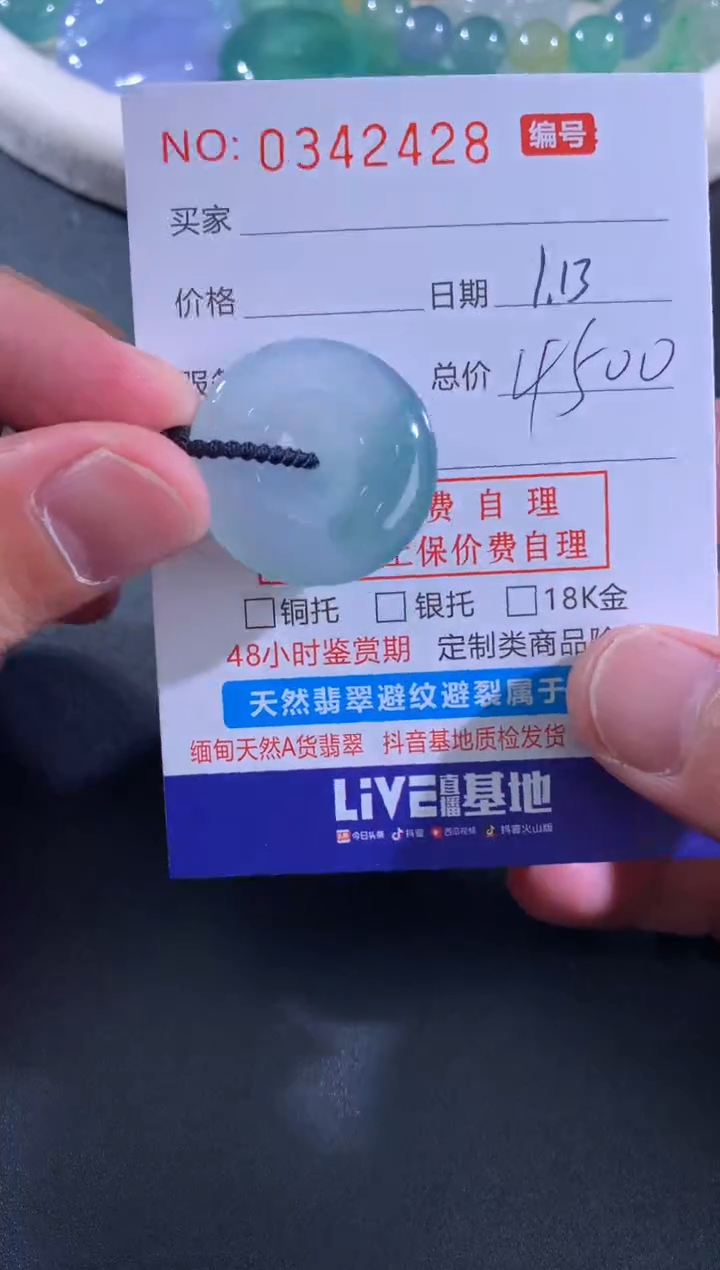 NO: 0342428 编号
买家
价格 日期 1.13
服 总价 4500
费自理
保价费自理
铜托 银托 18K金
48小时鉴赏期 定制类商品
天然翡翠避纹避裂属于
缅甸天然A货翡翠 抖音基地质检发货
LiVE直播基地
今日头条 抖音 西瓜视频 抖音火山版